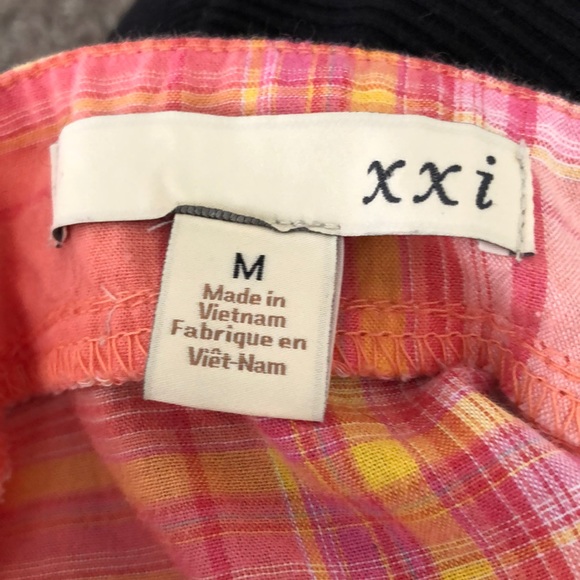 xxi
M
Made in
Vietnam
Fabrique en
Viêt-Nam